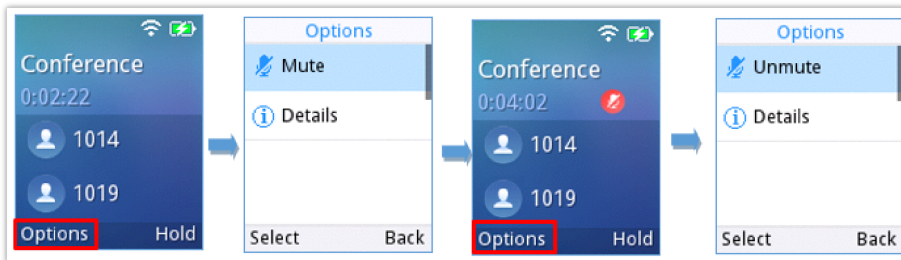 Conference
0:02:22
1014
1019
Options Hold
Options
Mute
Details
Select Back
Conference
0:04:02
1014
1019
Options Hold
Options
Unmute
Details
Select Back